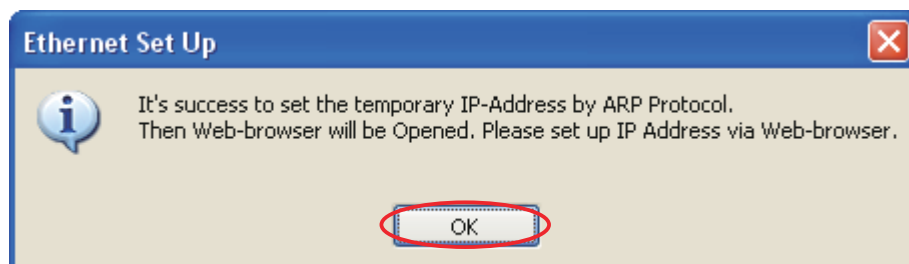 Ethernet Set Up
It's success to set the temporary IP-Address by ARP Protocol.
Then Web-browser will be Opened. Please set up IP Address via Web-browser.
OK